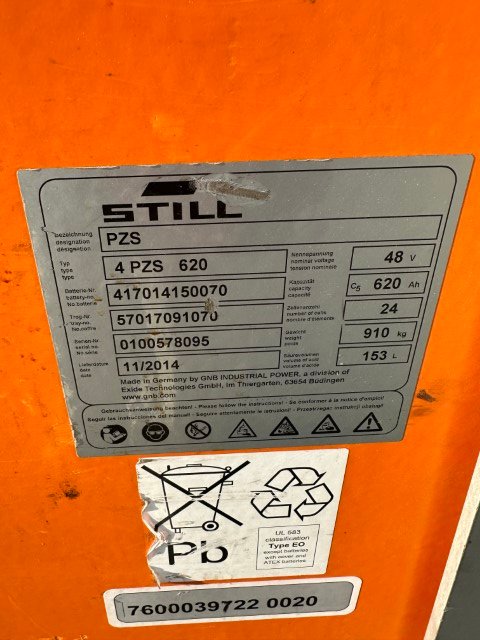 STILL
Bezeichnung
designation
désignation
PZS
Typ
type
type
4 PZS 620
Batterie-Nr.
battery-no.
No batterie
417014150070
Trog-Nr.
tray-no.
57017091070
Serien-Nr.
serial-no.
No série
0100578095
Lieferdatum
date
date
11/2014
Nennspannung
nominal voltage
tension nominale
48 V
Kapazität
capacity
capacité
C5 620 Ah
Zellenanzahl
number of cells
nombre d'éléments
24
Gewicht
weight
poids
910 kg
Säurevolumen
volume of acid
volume d'acide
153 L
Made in Germany by GNB INDUSTRIAL POWER, a division of
Exide Technologies GmbH, im Thiergarten, 63654 Büdingen
www.gnb.com
Gebrauchsanweisung beachten! - Please follow the instructions! - Se conformer à la notice d'emploi!
Seguir las instrucciones del manual - Seguire attentamente le istruzioni! - Przestrzegac instrukcji obslugi!
Pb
UL 583
classification
Type EO
except batteries
with cover and
ATEX batteries
7600039722 0020